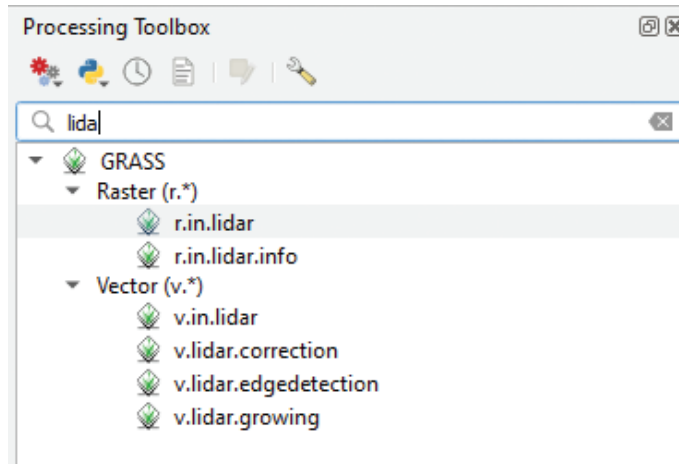 Processing Toolbox
lida
GRASS
Raster (r.*)
r.in.lidar
r.in.lidar.info
Vector (v.*)
v.in.lidar
v.lidar.correction
v.lidar.edgedetection
v.lidar.growing